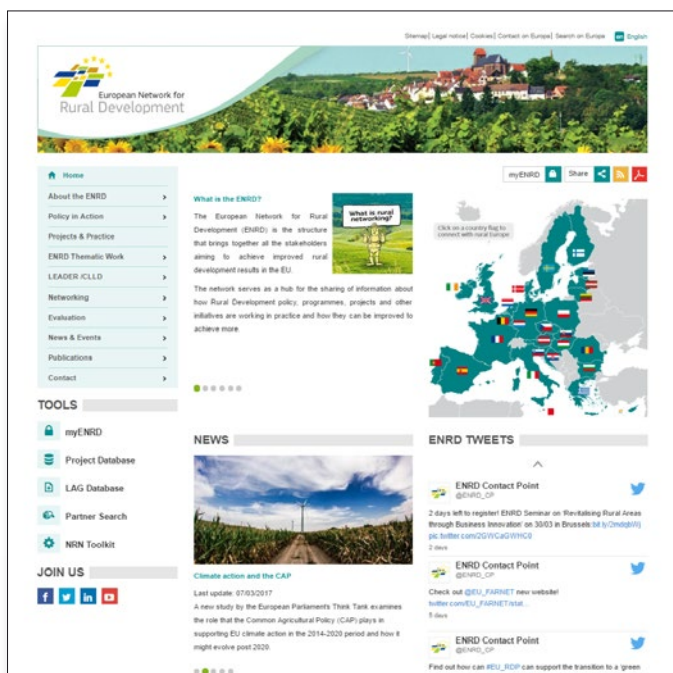 Sitemap| Legal notice| Cookies| Contact on Europa| Search on Europa en English
European Network for
Rural Development
Home
About the ENRD
Policy in Action
Projects & Practice
ENRD Thematic Work
LEADER /CLLD
Networking
Evaluation
News & Events
Publications
Contact
TOOLS
myENRD
Project Database
LAG Database
Partner Search
NRN Toolkit
JOIN US
What is the ENRD?
The European Network for Rural
Development (ENRD) is the structure
that brings together all the stakeholders
aiming to achieve improved rural
development results in the EU.
The network serves as a hub for the sharing of information about
how Rural Development policy, programmes, projects and other
initiatives are working in practice and how they can be improved to
achieve more.
What is rural
networking?
myENRD Share
Click on a country flag to
connect with rural Europe
NEWS
Climate action and the CAP
Last update: 07/03/2017
A new study by the European Parliament's Think Tank examines
the role that the Common Agricultural Policy (CAP) plays in
supporting EU climate action in the 2014-2020 period and how it
might evolve post 2020.
ENRD TWEETS
ENRD Contact Point
@ENRD_CP
2 days left to register! ENRD Seminar on 'Revitalising Rural Areas
through Business Innovation' on 30/03 in Brussels:
pic.twitter.com/2GWCaGWHC0
2 days
ENRD Contact Point
@ENRD_CP
Check out @EU_FARNET new website!
twitter.com/EU_FARNET/stat…
5 days
ENRD Contact Point
@ENRD_CP
Find out how can #EU_RDP can support the transition to a 'green